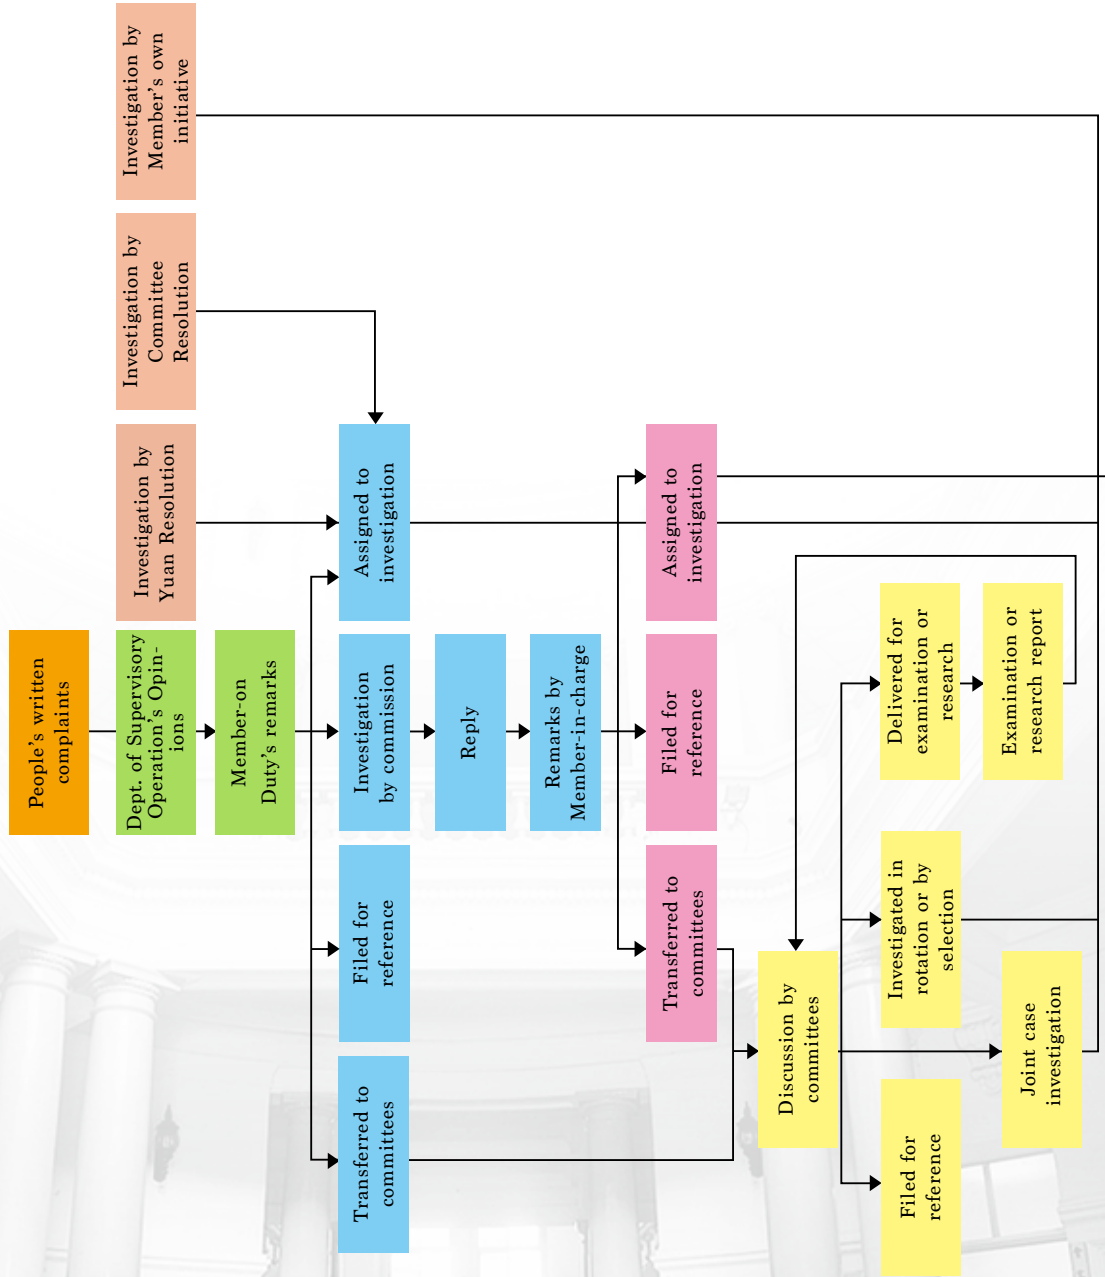 People's written
complaints
Investigation by
Member's own
initiative
Investigation by
Committee
Resolution
Investigation by
Yuan Resolution
Dept. of Supervisory
Operation's Opin-
ions
Member-on
Duty's remarks
Assigned to
investigation
Investigation
by commission
Filed for
reference
Transferred to
committees
Reply
Remarks by
Member-in-charge
Assigned to
investigation
Filed for
reference
Transferred to
committees
Discussion by
committees
Delivered for
examination or
research
Investigated in
rotation or by
selection
Filed for
reference
Examination or
research report
Joint case
investigation